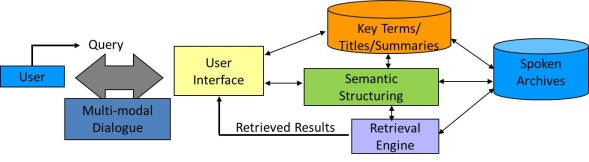 Query
User
Multi-modal
Dialogue
User
Interface
Key Terms/
Titles/Summaries
Semantic
Structuring
Retrieved Results
Retrieval
Engine
Spoken
Archives